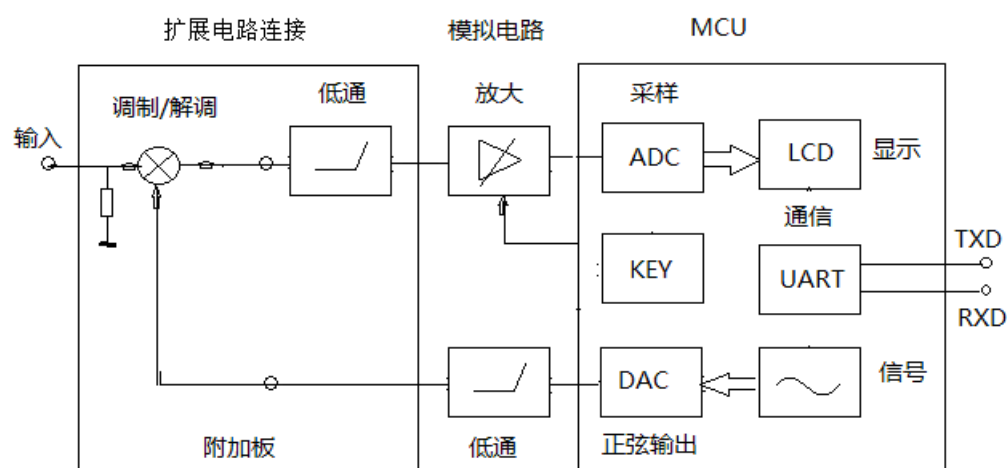 扩展电路连接
模拟电路
MCU
调制/解调
低通
放大
采样
输入
ADC
LCD
显示
通信
KEY
UART
TXD
RXD
DAC
信号
附加板
低通
正弦输出